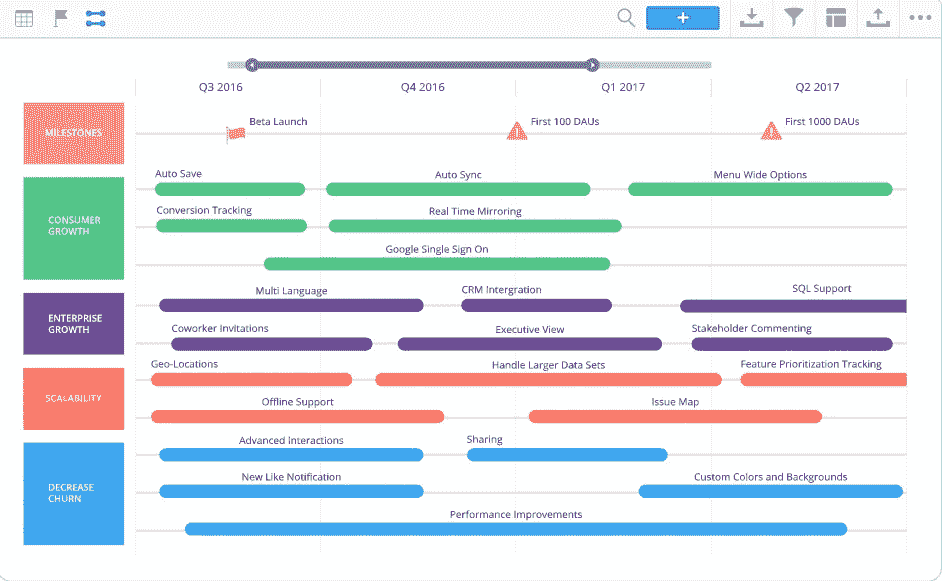 Q3 2016
Q4 2016
Q1 2017
Q2 2017
MILESTONES
Beta Launch
First 100 DAUs
First 1000 DAUs
CONSUMER
GROWTH
Auto Save
Auto Sync
Menu Wide Options
Conversion Tracking
Real Time Mirroring
Google Single Sign On
ENTERPRISE
GROWTH
Multi Language
CRM Intergration
SQL Support
Coworker Invitations
Executive View
Stakeholder Commenting
SCALABILITY
Geo-Locations
Handle Larger Data Sets
Feature Prioritization Tracking
Offline Support
Issue Map
DECREASE
CHURN
Advanced Interactions
Sharing
New Like Notification
Custom Colors and Backgrounds
Performance Improvements